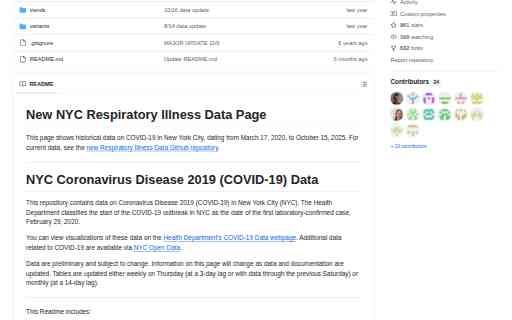 trends 10/16 data update last year
variants 8/14 data update last year
.gitignore MAJOR UPDATE 11/9 5 years ago
README.md Update README.md 5 months ago
README
New NYC Respiratory Illness Data Page
This page shows historical data on COVID-19 in New York City, dating from March 17, 2020, to October 15, 2025. For
current data, see the new Respiratory Illness Data Github repository.
NYC Coronavirus Disease 2019 (COVID-19) Data
This repository contains data on Coronavirus Disease 2019 (COVID-19) in New York City (NYC). The Health
Department classifies the start of the COVID-19 outbreak in NYC as the date of the first laboratory-confirmed case,
February 29, 2020.
You can view visualizations of these data on the Health Department's COVID-19 Data webpage. Additional data
related to COVID-19 are available via NYC Open Data.
Data are preliminary and subject to change. Information on this page will change as data and documentation are
updated. Tables are updated either weekly on Thursday (at a 3-day lag or with data through the previous Saturday) or
monthly (at a 14-day lag).
This Readme includes:
Activity
Custom properties
stars
watching
forks
Report repository
Contributors 24
contributors